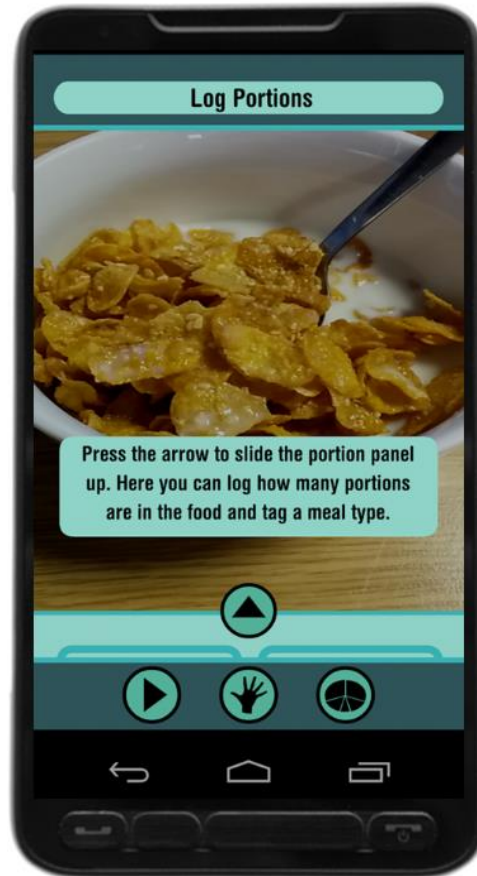 Log Portions
Press the arrow to slide the portion panel
up. Here you can log how many portions
are in the food and tag a meal type.